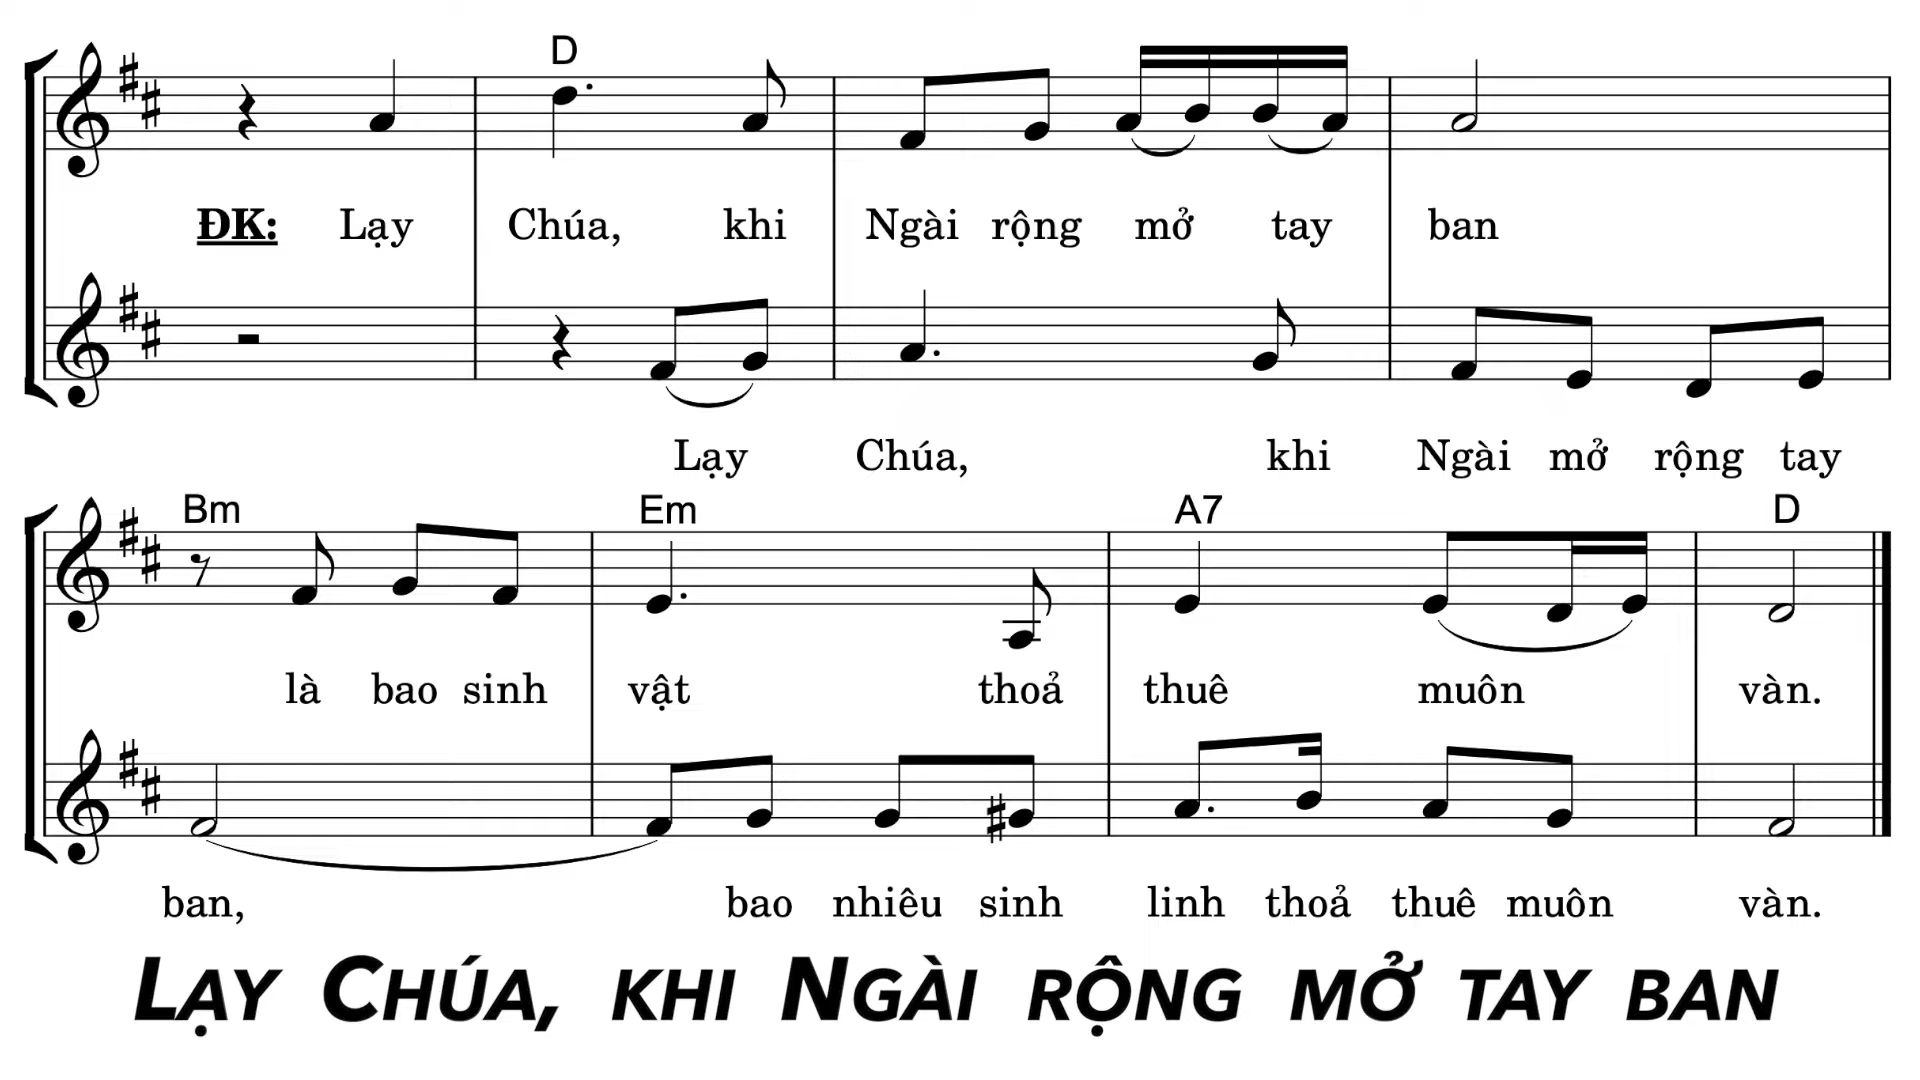 D
ĐK: Lạy Chúa, khi Ngài rộng mở tay ban
Lạy Chúa, khi Ngài mở rộng tay
Bm Em A7 D
là bao sinh vật thoả thuê muôn vàn.
ban, bao nhiêu sinh linh thoả thuê muôn vàn.
LẠY CHÚA, KHI NGÀI RỘNG MỞ TAY BAN